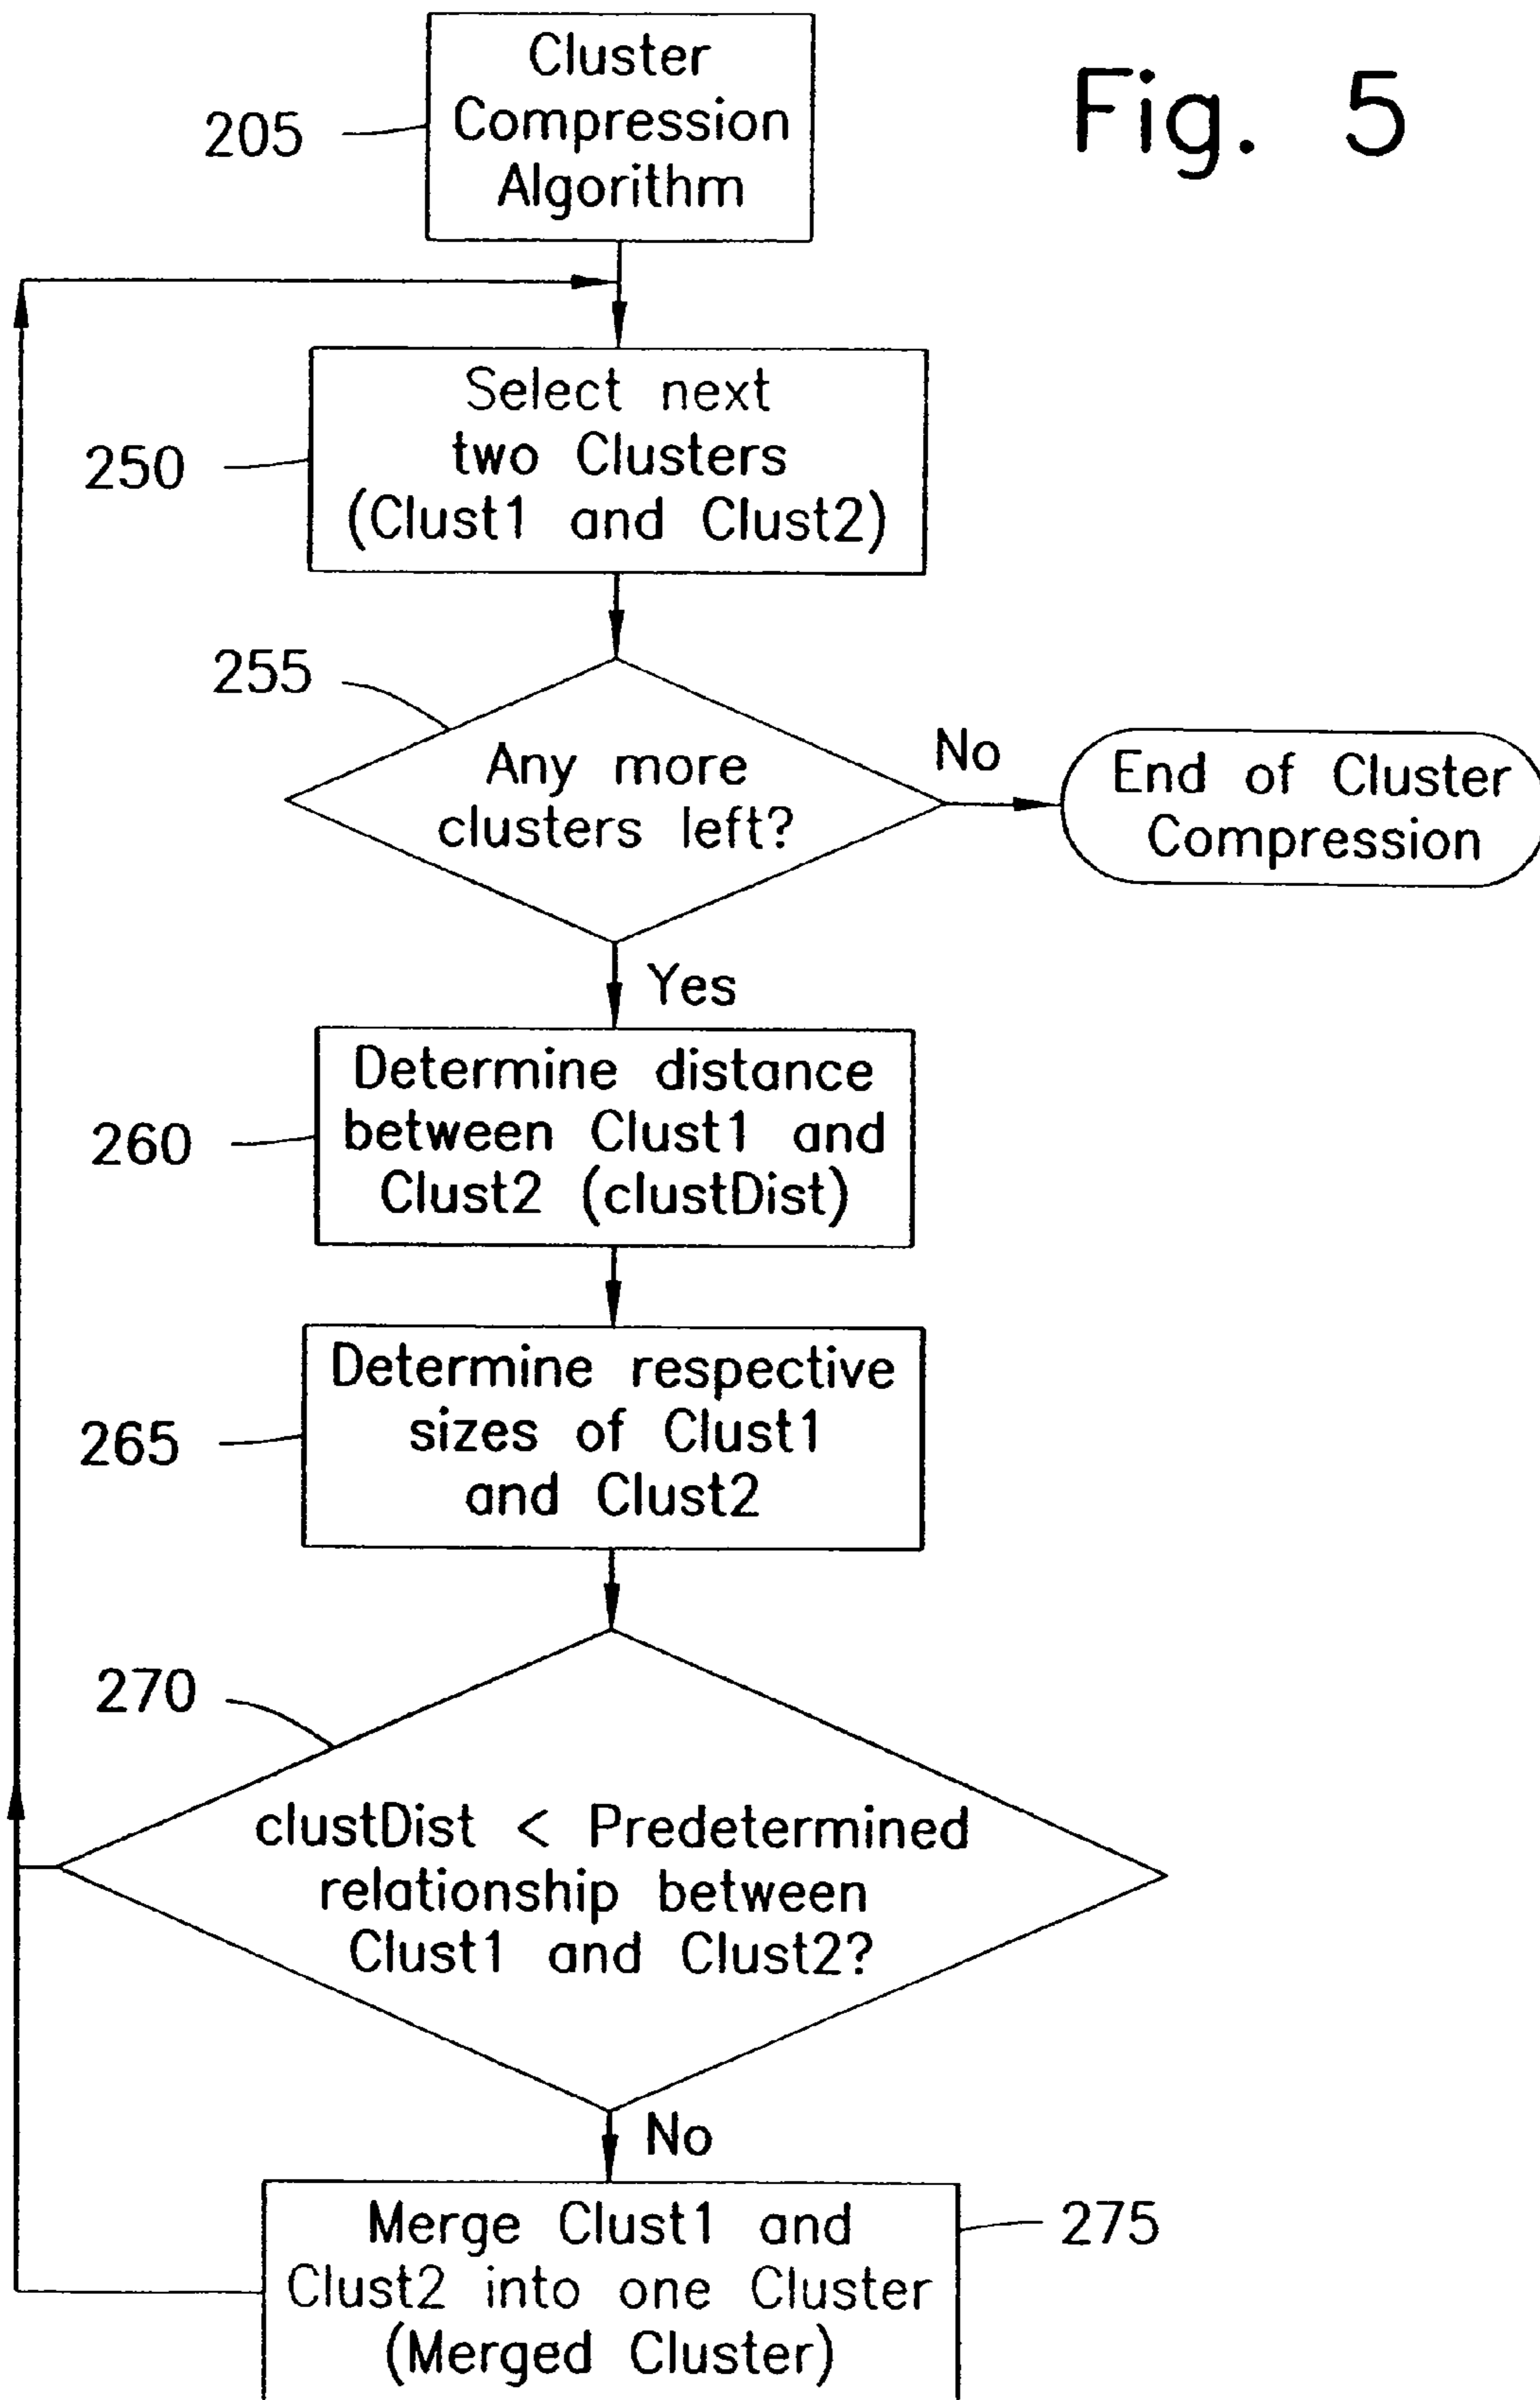 Fig. 5
205
Cluster
Compression
Algorithm
250
Select next
two Clusters
(Clust1 and Clust2)
255
Any more
clusters left?
No
End of Cluster
Compression
Yes
260
Determine distance
between Clust1 and
Clust2 (clustDist)
265
Determine respective
sizes of Clust1
and Clust2
270
clustDist < Predetermined
relationship between
Clust1 and Clust2?
No
275
Merge Clust1 and
Clust2 into one Cluster
(Merged Cluster)